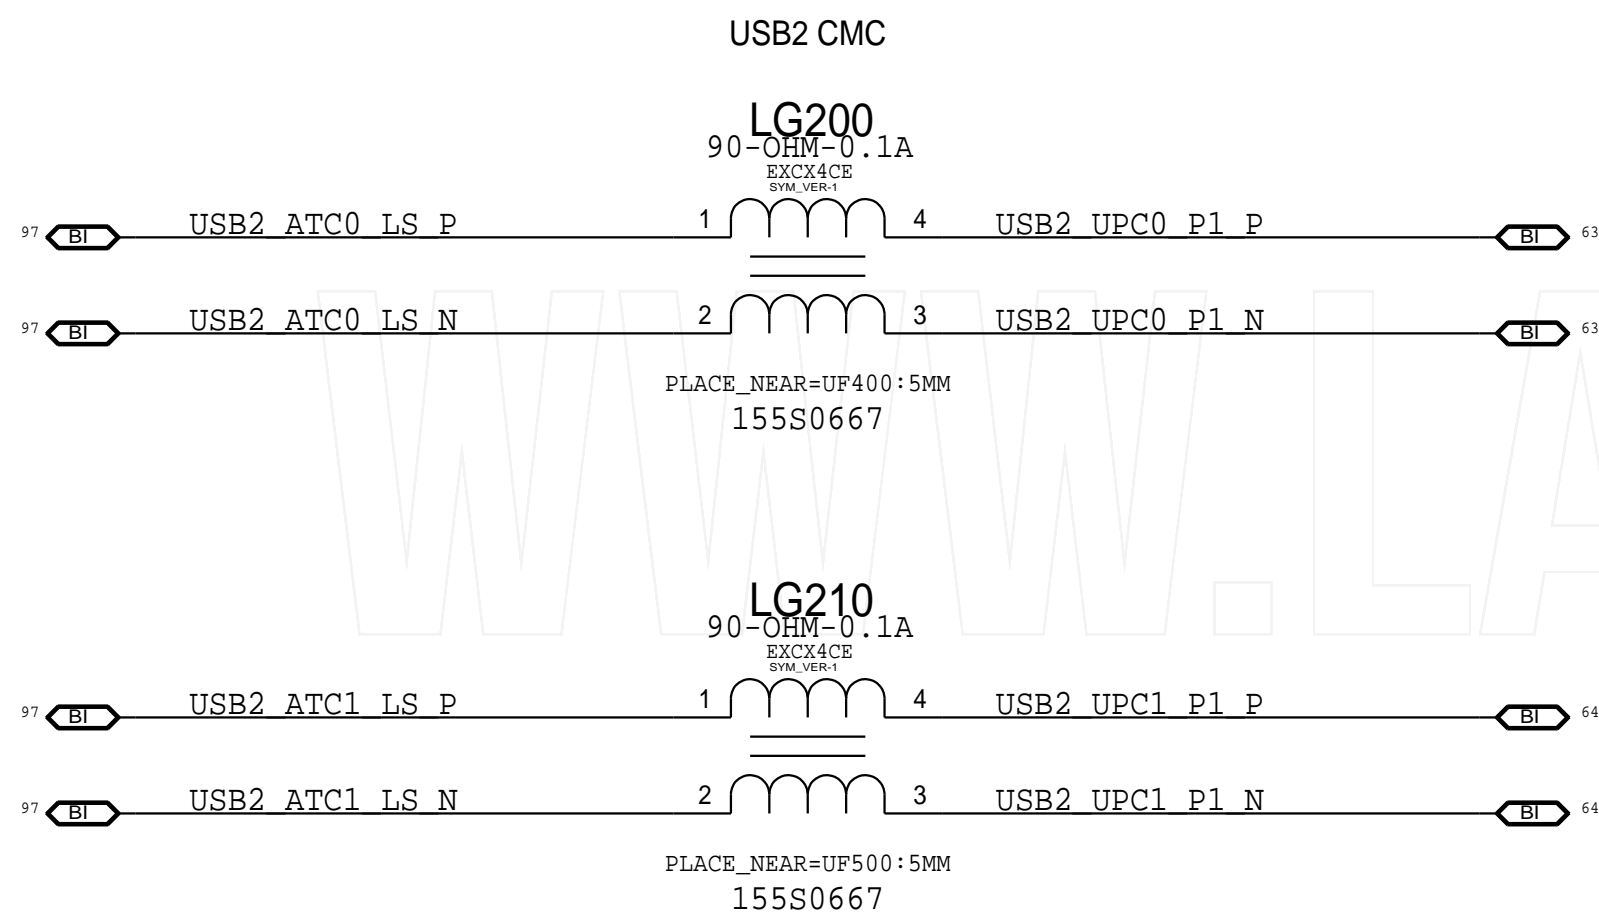 USB2 CMC
LG200
90-OHM-0.1A
EXCX4CE
SYM_VER-1
97 BI USB2_ATC0_LS_P 1 4 USB2_UPC0_P1_P BI 63
97 BI USB2_ATC0_LS_N 2 3 USB2_UPC0_P1_N BI 63
PLACE_NEAR=UF400:5MM
155S0667
WWW.LA
LG210
90-OHM-0.1A
EXCX4CE
SYM_VER-1
97 BI USB2_ATC1_LS_P 1 4 USB2_UPC1_P1_P BI 64
97 BI USB2_ATC1_LS_N 2 3 USB2_UPC1_P1_N BI 64
PLACE_NEAR=UF500:5MM
155S0667